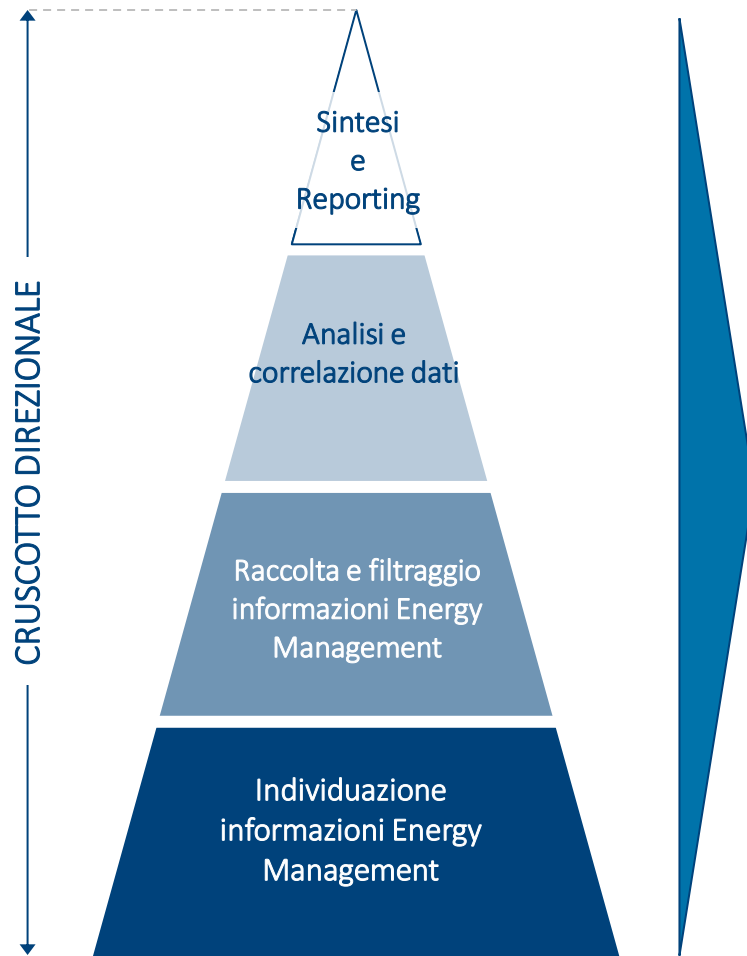 Sintesi
e
Reporting
Analisi e
correlazione dati
CRUSCOTTO DIREZIONALE
Raccolta e filtraggio
informazioni Energy
Management
Individuazione
informazioni Energy
Management